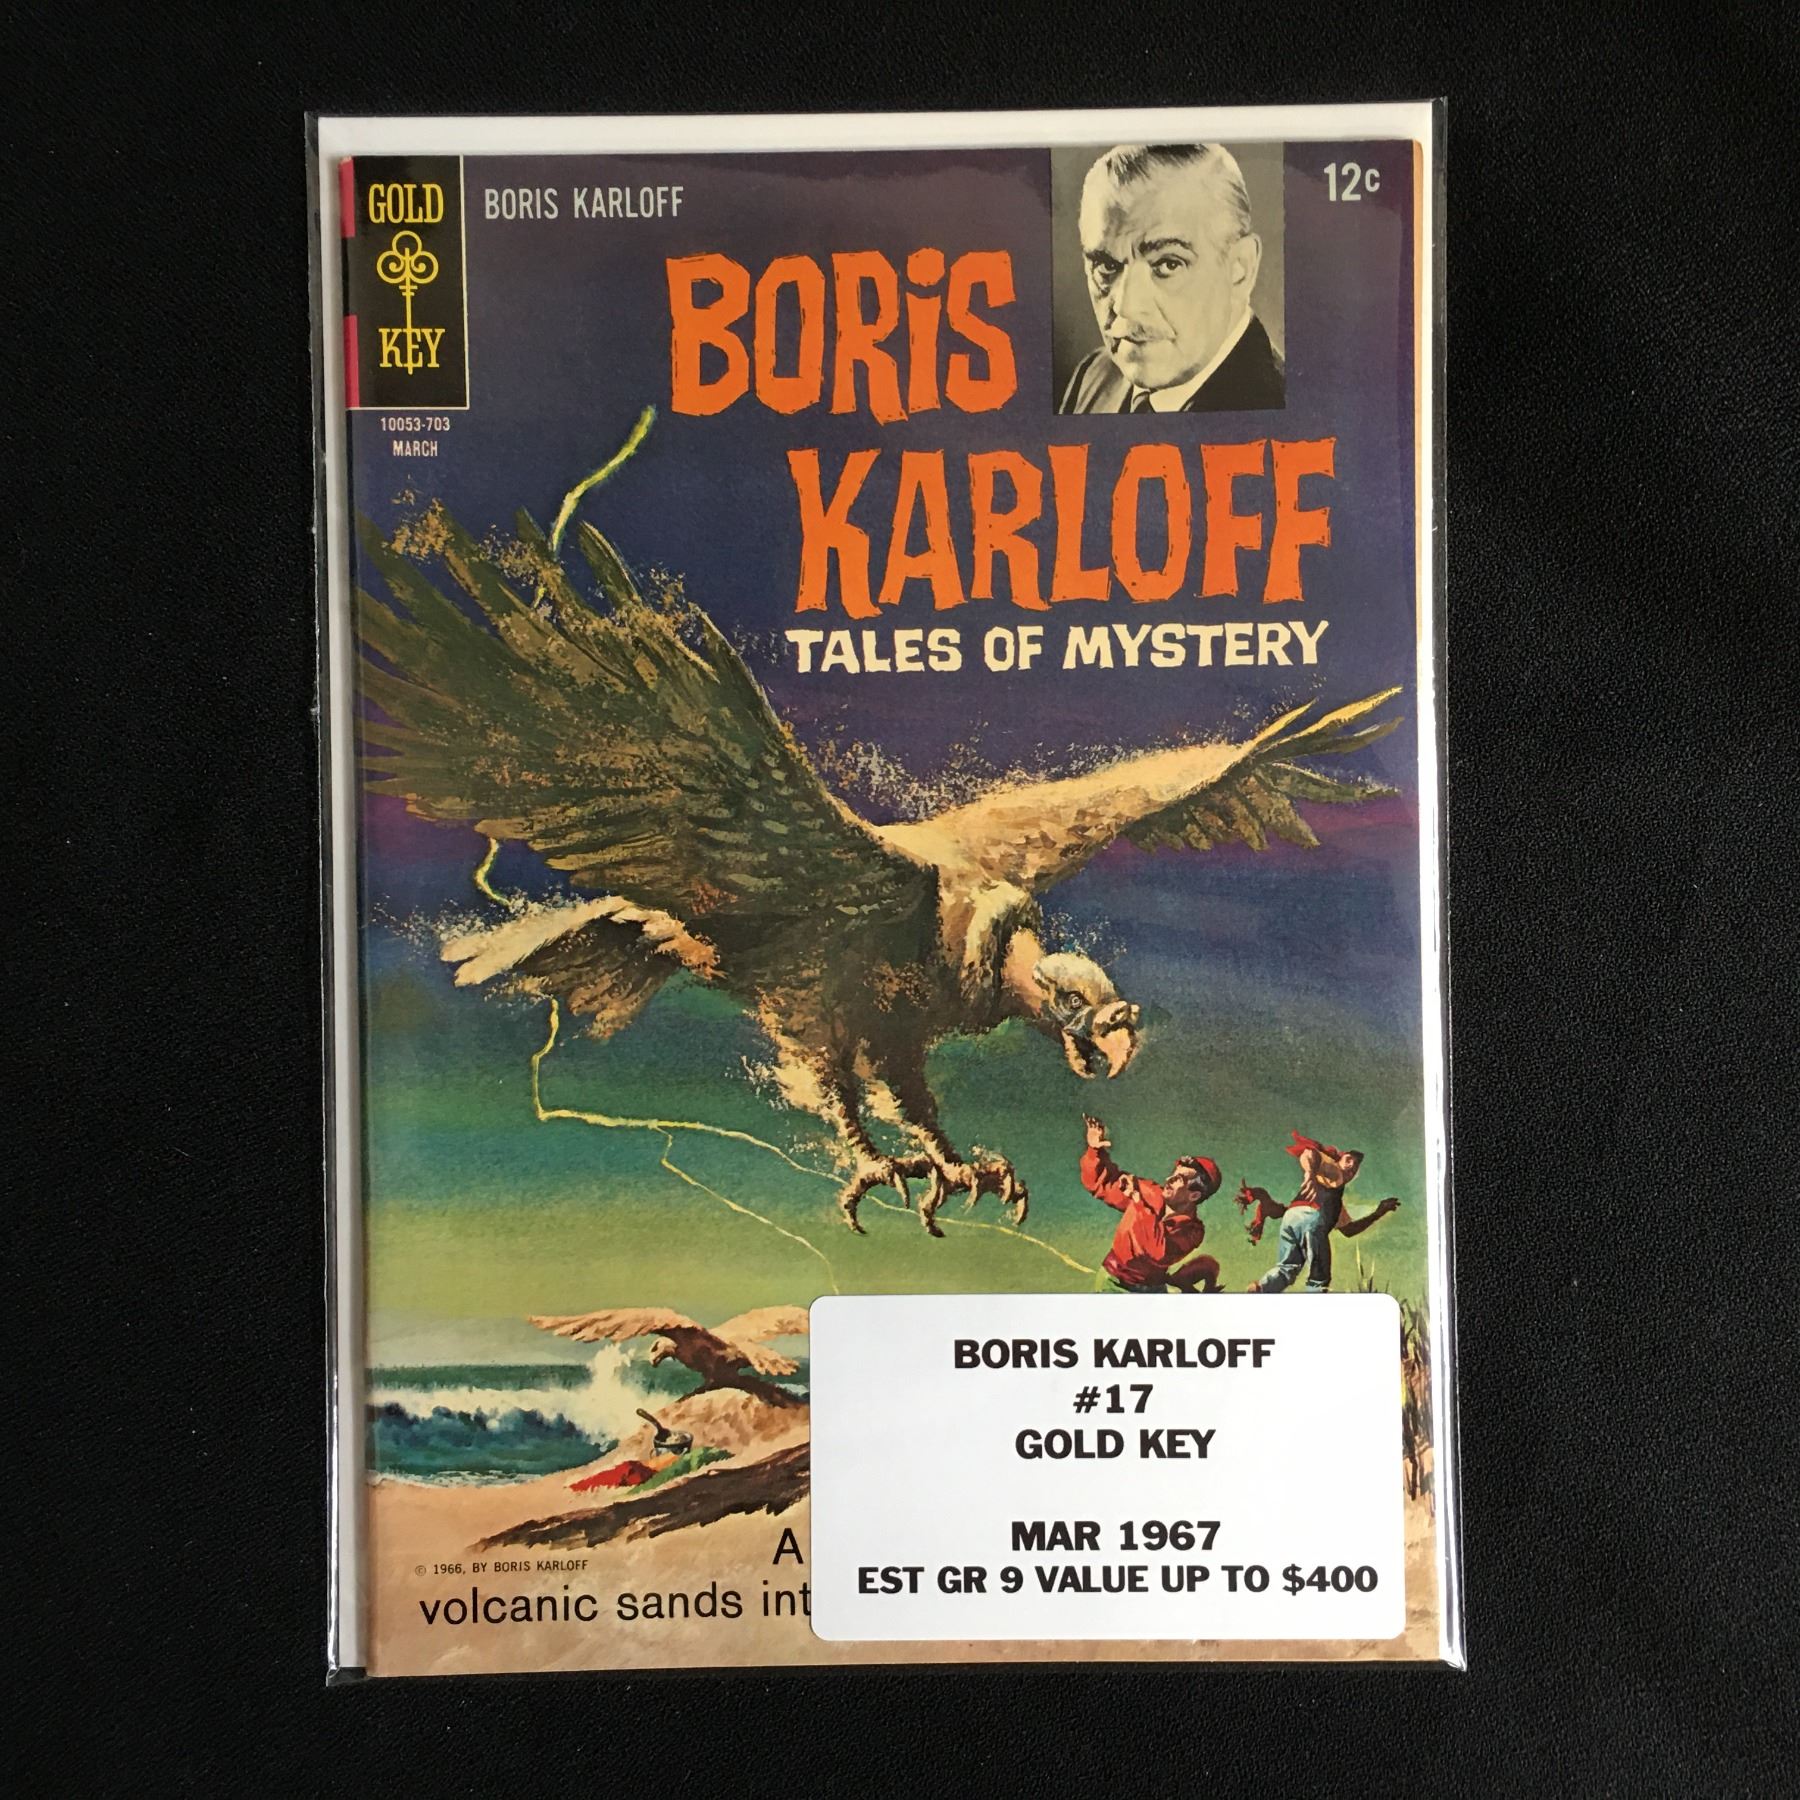 GOLD
KEY
BORIS KARLOFF
12c
10053-703
MARCH
BORiS
KARLOFF
TALES OF MYSTERY
A
© 1966, BY BORIS KARLOFF
volcanic sands int
BORIS KARLOFF
#17
GOLD KEY
MAR 1967
EST GR 9 VALUE UP TO $400